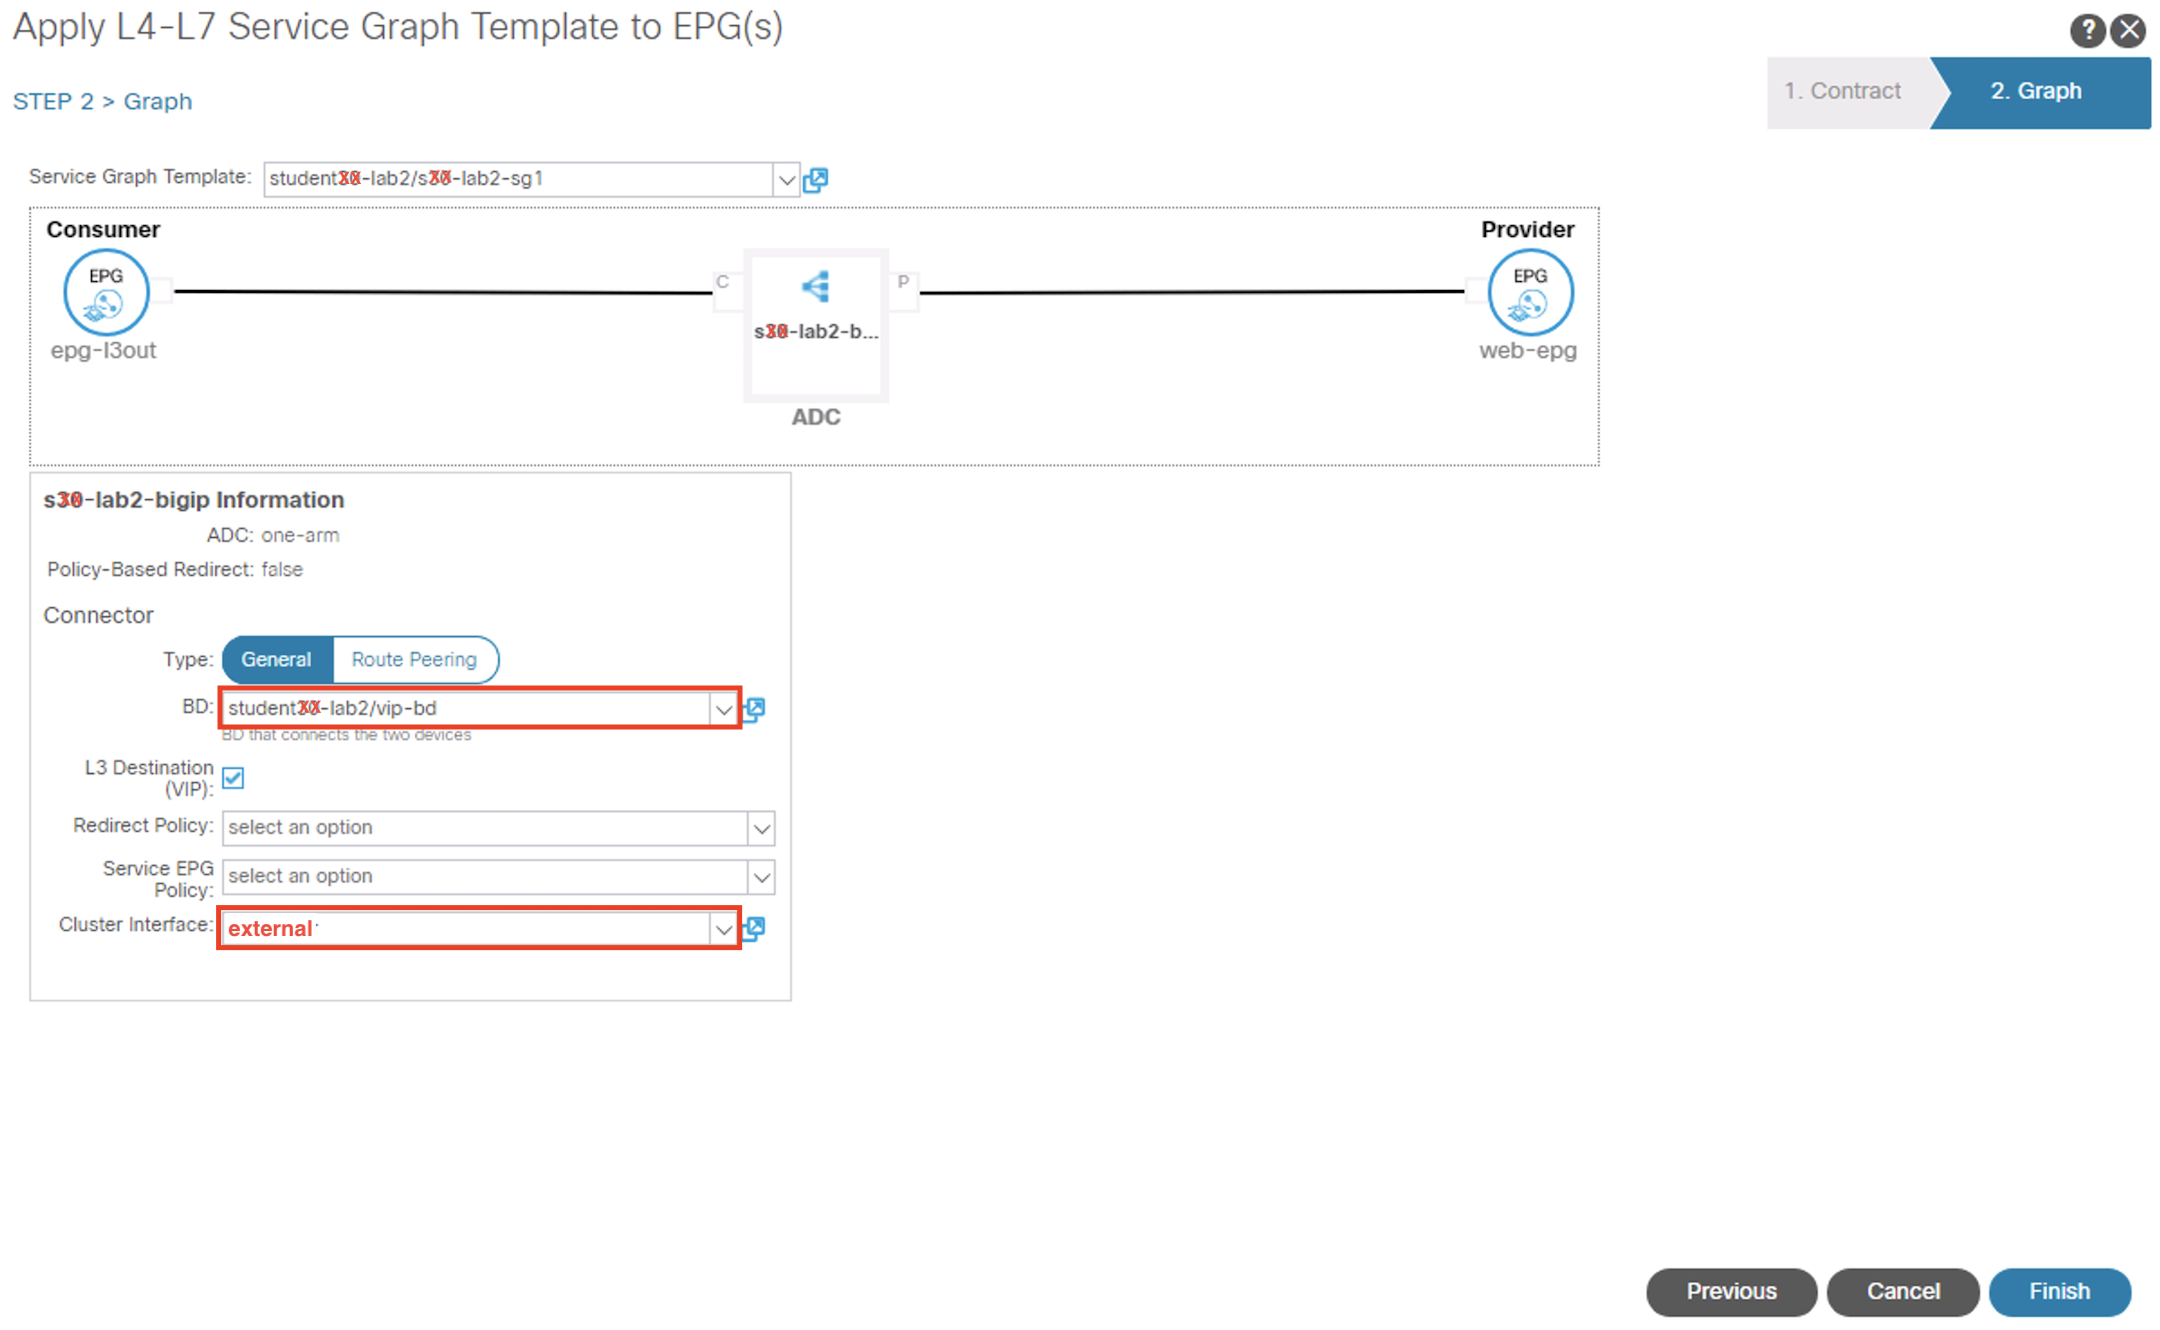 Apply L4-L7 Service Graph Template to EPG(s)
?
STEP 2 > Graph
1. Contract
2. Graph
Service Graph Template: studentXX-lab2/sXX-lab2-sg1
Consumer
Provider
EPG
C
P
EPG
sXX-lab2-b...
epg-l3out
web-epg
ADC
sXX-lab2-bigip Information
ADC: one-arm
Policy-Based Redirect: false
Connector
Type: General Route Peering
BD: studentXX-lab2/vip-bd
BD that connects the two devices
L3 Destination
(VIP):
Redirect Policy: select an option
Service EPG
Policy: select an option
Cluster Interface: external
Previous Cancel Finish